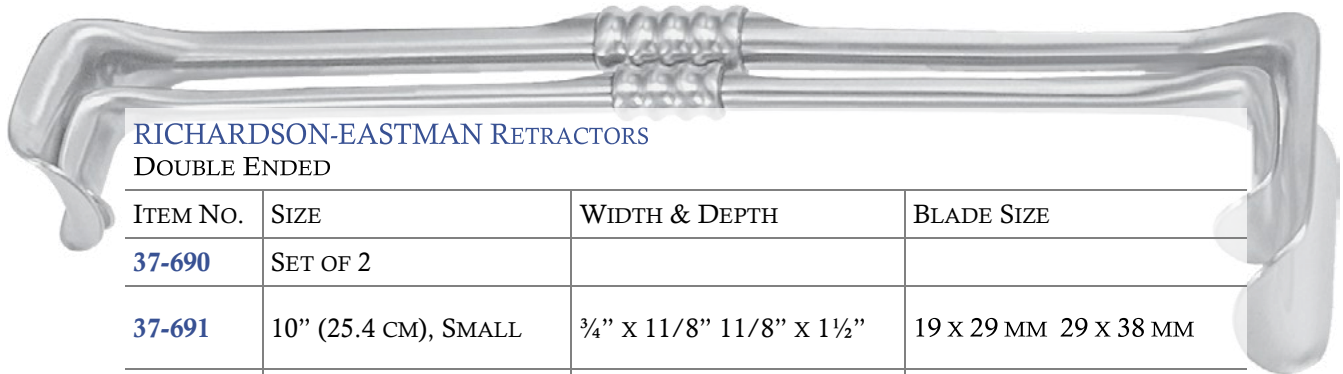 RICHARDSON-EASTMAN RETRACTORS
DOUBLE ENDED
ITEM NO. SIZE WIDTH & DEPTH BLADE SIZE
37-690 SET OF 2
37-691 10” (25.4 CM), SMALL ¾” X 11/8” 11/8” X 1½” 19 X 29 MM 29 X 38 MM